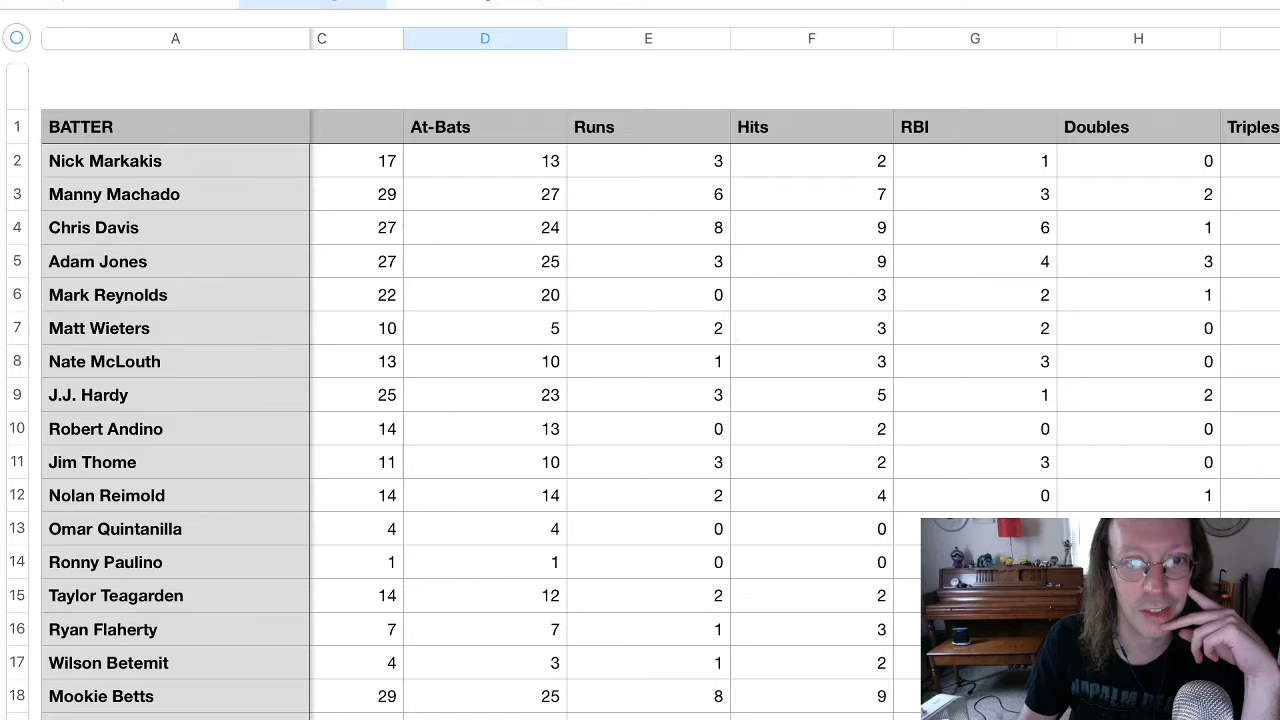 A C D E F G H
1 BATTER At-Bats Runs Hits RBI Doubles Triples
2 Nick Markakis 17 13 3 2 1 0
3 Manny Machado 29 27 6 7 3 2
4 Chris Davis 27 24 8 9 6 1
5 Adam Jones 27 25 3 9 4 3
6 Mark Reynolds 22 20 0 3 2 1
7 Matt Wieters 10 5 2 3 2 0
8 Nate McLouth 13 10 1 3 3 0
9 J.J. Hardy 25 23 3 5 1 2
10 Robert Andino 14 13 0 2 0 0
11 Jim Thome 11 10 3 2 3 0
12 Nolan Reimold 14 14 2 4 0 1
13 Omar Quintanilla 4 4 0 0
14 Ronny Paulino 1 1 0 0
15 Taylor Teagarden 14 12 2 2
16 Ryan Flaherty 7 7 1 3
17 Wilson Betemit 4 3 1 2
18 Mookie Betts 29 25 8 9